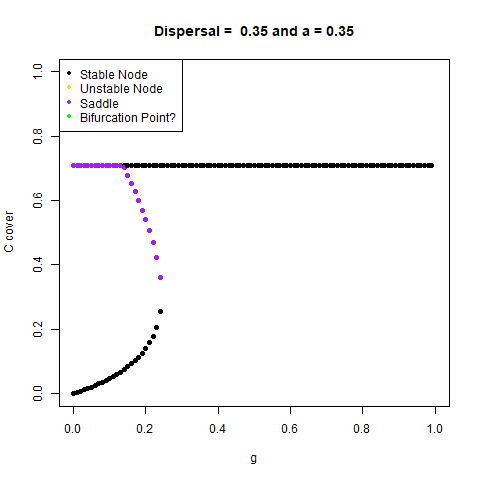 Dispersal =  0.35 and a = 0.35
Stable Node
Unstable Node
Saddle
Bifurcation Point?
C cover
1.0
0.8
0.6
0.4
0.2
0.0
0.0 0.2 0.4 0.6 0.8 1.0
g